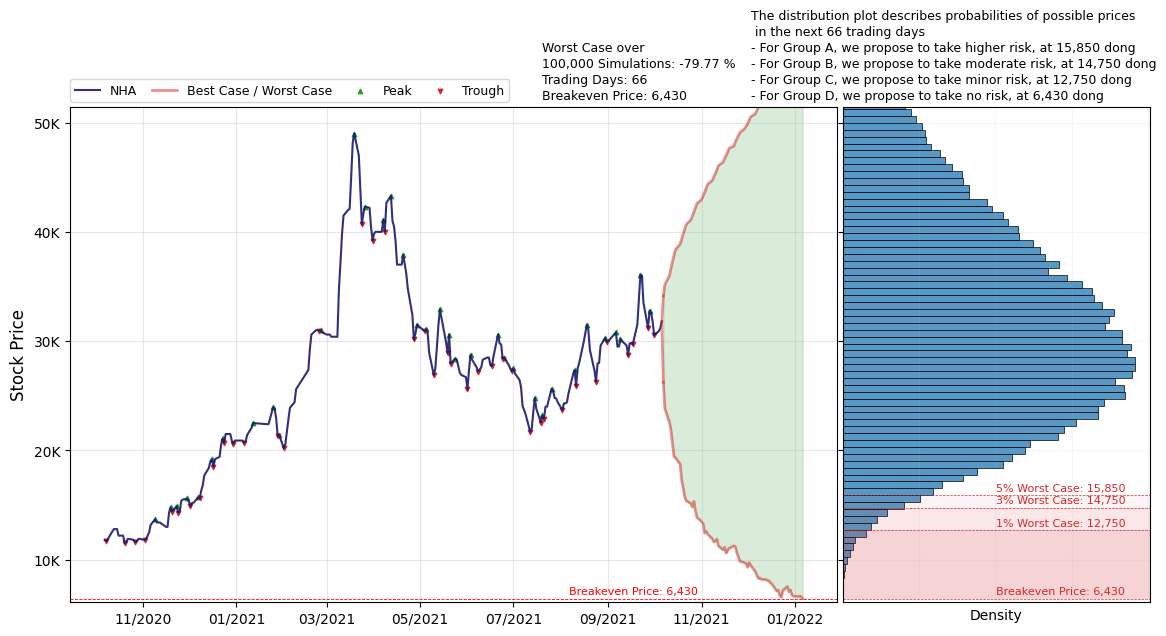 The distribution plot describes probabilities of possible prices
in the next 66 trading days
- For Group A, we propose to take higher risk, at 15,850 dong
- For Group B, we propose to take moderate risk, at 14,750 dong
- For Group C, we propose to take minor risk, at 12,750 dong
- For Group D, we propose to take no risk, at 6,430 dong
Worst Case over
100,000 Simulations: -79.77 %
Trading Days: 66
Breakeven Price: 6,430
NHA
Best Case / Worst Case
Peak
Trough
Stock Price
50K
40K
30K
20K
10K
5% Worst Case: 15,850
3% Worst Case: 14,750
1% Worst Case: 12,750
Breakeven Price: 6,430
Breakeven Price: 6,430
11/2020
01/2021
03/2021
05/2021
07/2021
09/2021
11/2021
01/2022
Density